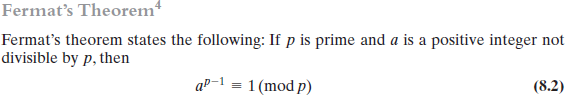 Fermat's Theorem⁴
Fermat's theorem states the following: If p is prime and a is a positive integer not
divisible by p, then
aᵖ⁻¹ ≡ 1 (mod p) (8.2)